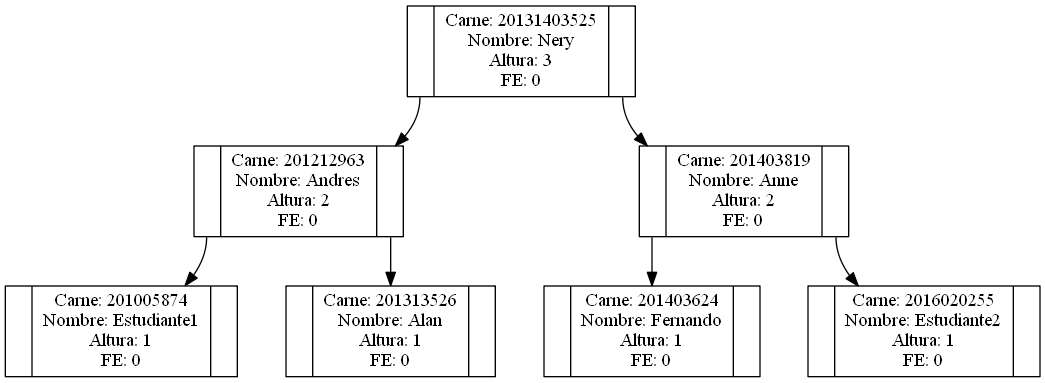 Carne: 20131403525
Nombre: Nery
Altura: 3
FE: 0
Carne: 201212963
Nombre: Andres
Altura: 2
FE: 0
Carne: 201403819
Nombre: Anne
Altura: 2
FE: 0
Carne: 201005874
Nombre: Estudiante1
Altura: 1
FE: 0
Carne: 201313526
Nombre: Alan
Altura: 1
FE: 0
Carne: 201403624
Nombre: Fernando
Altura: 1
FE: 0
Carne: 2016020255
Nombre: Estudiante2
Altura: 1
FE: 0